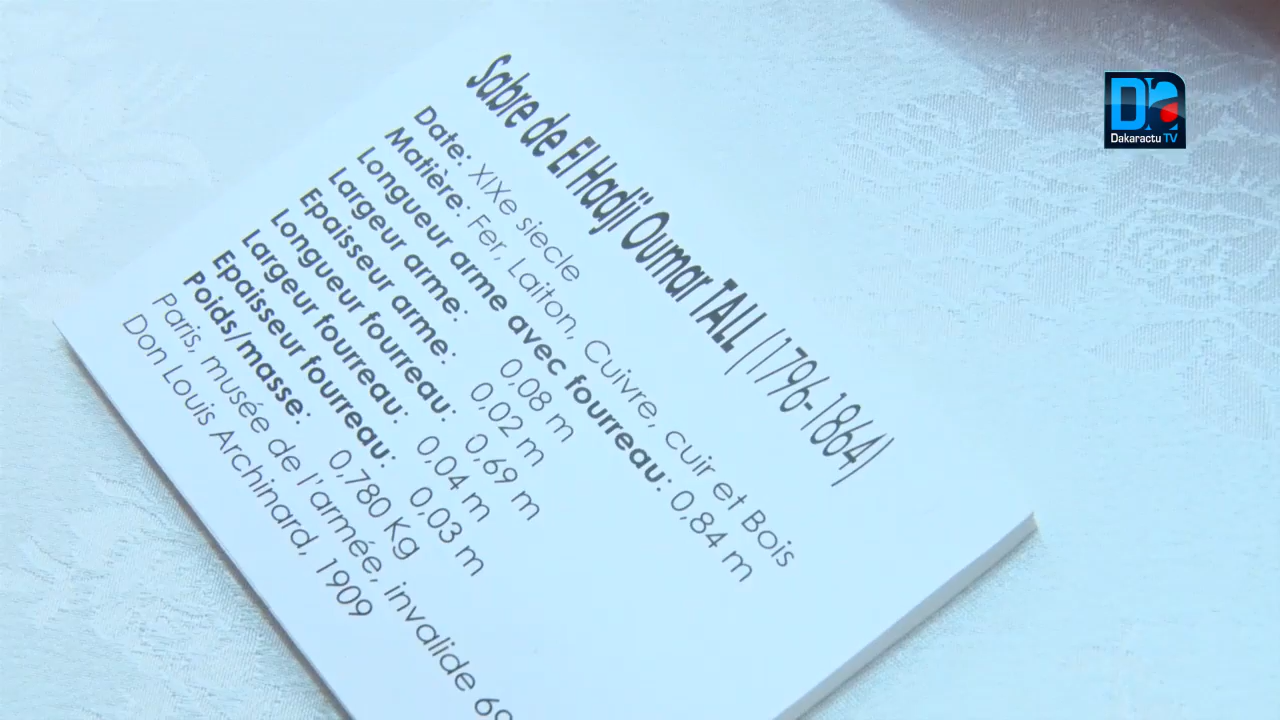 Sabre de El Hadji Oumar TALL (1796-1864)
Date: XIXe siecle
Matière: Fer, Laiton, Cuivre, cuir et Bois
Longueur arme avec fourreau: 0,84 m
Largeur arme: 0,08 m
Epaisseur arme: 0,02 m
Longueur fourreau: 0,69 m
Largeur fourreau: 0,04 m
Epaisseur fourreau: 0,03 m
Poids/masse: 0,780 Kg
Paris, musée de l'armée, invalide
Don Louis Archinard, 1909
Dakaractu TV